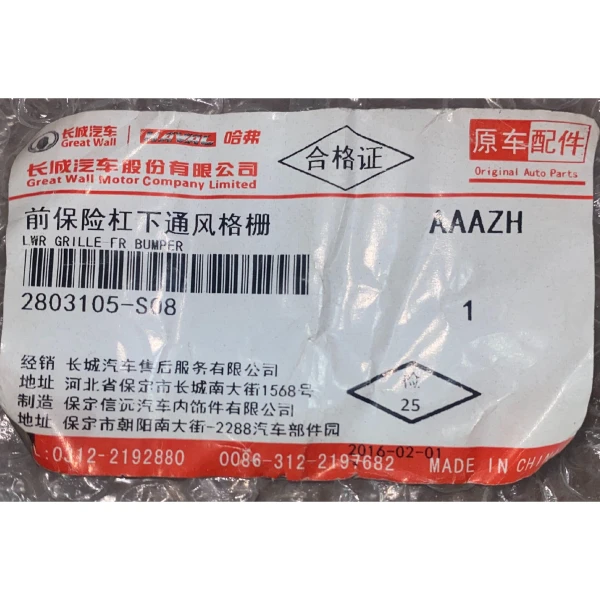 长城汽车 哈弗
Great Wall
长城汽车股份有限公司
Great Wall Motor Company Limited
合格证
原车配件
Original Auto Parts
前保险杠下通风格栅 AAAZH
LWR GRILLE-FR BUMPER
2803105-S08 1
经销 长城汽车售后服务有限公司
地址 河北省保定市长城南大街1568号
制造 保定信远汽车内饰件有限公司
地址 保定市朝阳南大街-2288汽车部件园
检
25
2016-02-01
L:0312-2192880 0086-312-2197682 MADE IN CHIN